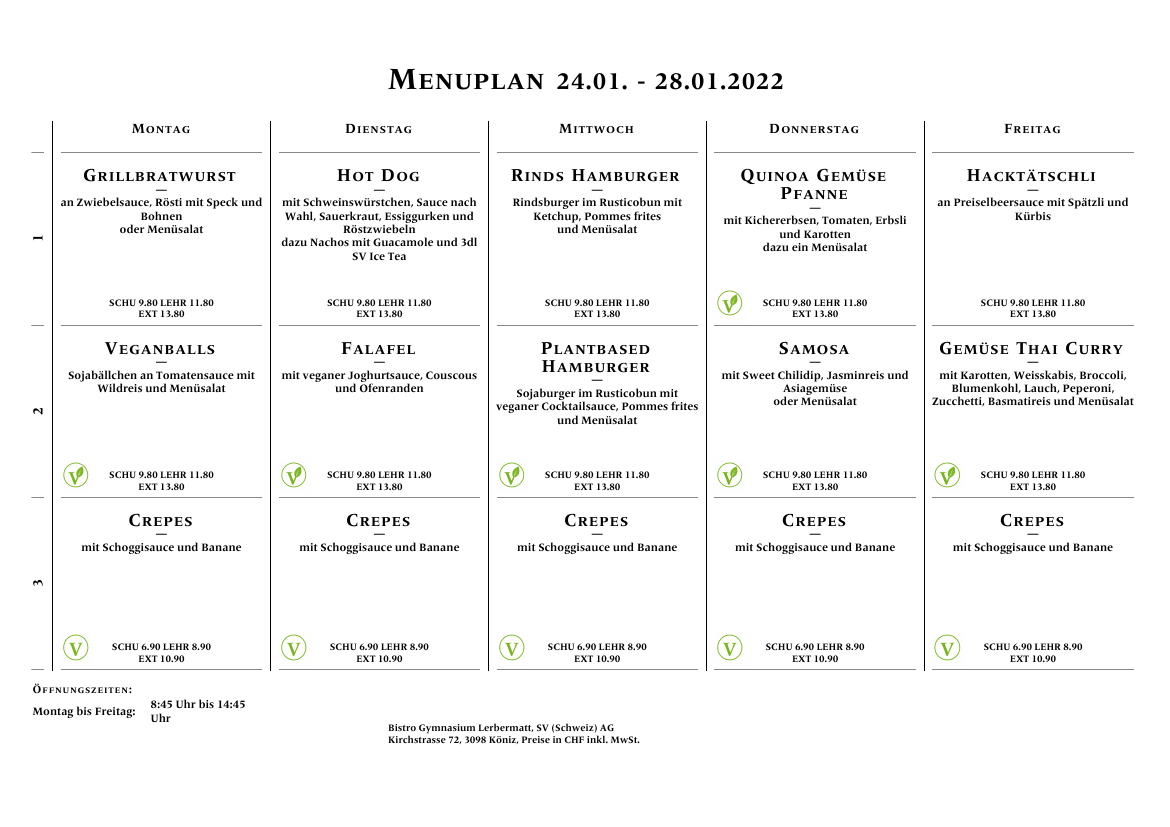 Menuplan 24.01. - 28.01.2022
Montag
Dienstag
Mittwoch
Donnerstag
Freitag
1
Grillbratwurst
—
an Zwiebelsauce, Rösti mit Speck und
Bohnen
oder Menüsalat
SCHU 9.80 LEHR 11.80
EXT 13.80
Hot Dog
—
mit Schweinswürstchen, Sauce nach
Wahl, Sauerkraut, Essiggurken und
Röstzwiebeln
dazu Nachos mit Guacamole und 3dl
SV Ice Tea
SCHU 9.80 LEHR 11.80
EXT 13.80
Rinds Hamburger
—
Rindsburger im Rusticobun mit
Ketchup, Pommes frites
und Menüsalat
SCHU 9.80 LEHR 11.80
EXT 13.80
Quinoa Gemüse
Pfanne
—
mit Kichererbsen, Tomaten, Erbsli
und Karotten
dazu ein Menüsalat
V
SCHU 9.80 LEHR 11.80
EXT 13.80
Hacktätschli
—
an Preiselbeersauce mit Spätzli und
Kürbis
SCHU 9.80 LEHR 11.80
EXT 13.80
2
Veganballs
—
Sojabällchen an Tomatensauce mit
Wildreis und Menüsalat
V
SCHU 9.80 LEHR 11.80
EXT 13.80
Falafel
—
mit veganer Joghurtsauce, Couscous
und Ofenranden
V
SCHU 9.80 LEHR 11.80
EXT 13.80
Plantbased
Hamburger
—
Sojaburger im Rusticobun mit
veganer Cocktailsauce, Pommes frites
und Menüsalat
V
SCHU 9.80 LEHR 11.80
EXT 13.80
Samosa
—
mit Sweet Chilidip, Jasminreis und
Asiagemüse
oder Menüsalat
V
SCHU 9.80 LEHR 11.80
EXT 13.80
Gemüse Thai Curry
—
mit Karotten, Weisskabis, Broccoli,
Blumenkohl, Lauch, Peperoni,
Zucchetti, Basmatireis und Menüsalat
V
SCHU 9.80 LEHR 11.80
EXT 13.80
3
Crepes
—
mit Schoggisauce und Banane
V
SCHU 6.90 LEHR 8.90
EXT 10.90
Crepes
—
mit Schoggisauce und Banane
V
SCHU 6.90 LEHR 8.90
EXT 10.90
Crepes
—
mit Schoggisauce und Banane
V
SCHU 6.90 LEHR 8.90
EXT 10.90
Crepes
—
mit Schoggisauce und Banane
V
SCHU 6.90 LEHR 8.90
EXT 10.90
Crepes
—
mit Schoggisauce und Banane
V
SCHU 6.90 LEHR 8.90
EXT 10.90
Öffnungszeiten:
Montag bis Freitag: 8:45 Uhr bis 14:45
Uhr
Bistro Gymnasium Lerbermatt, SV (Schweiz) AG
Kirchstrasse 72, 3098 Köniz, Preise in CHF inkl. MwSt.